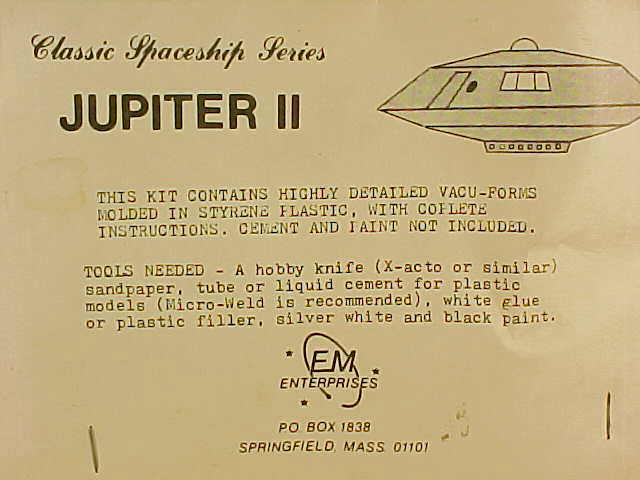 Classic Spaceship Series
JUPITER II
THIS KIT CONTAINS HIGHLY DETAILED VACU-FORMS
MOLDED IN STYRENE PLASTIC, WITH COPLETE
INSTRUCTIONS. CEMENT AND PAINT NOT INCLUDED.
TOOLS NEEDED - A hobby knife (X-acto or similar)
sandpaper, tube or liquid cement for plastic
models (Micro-Weld is recommended), white glue
or plastic filler, silver white and black paint.
EM
ENTERPRISES
P.O. BOX 1838
SPRINGFIELD, MASS. 01101